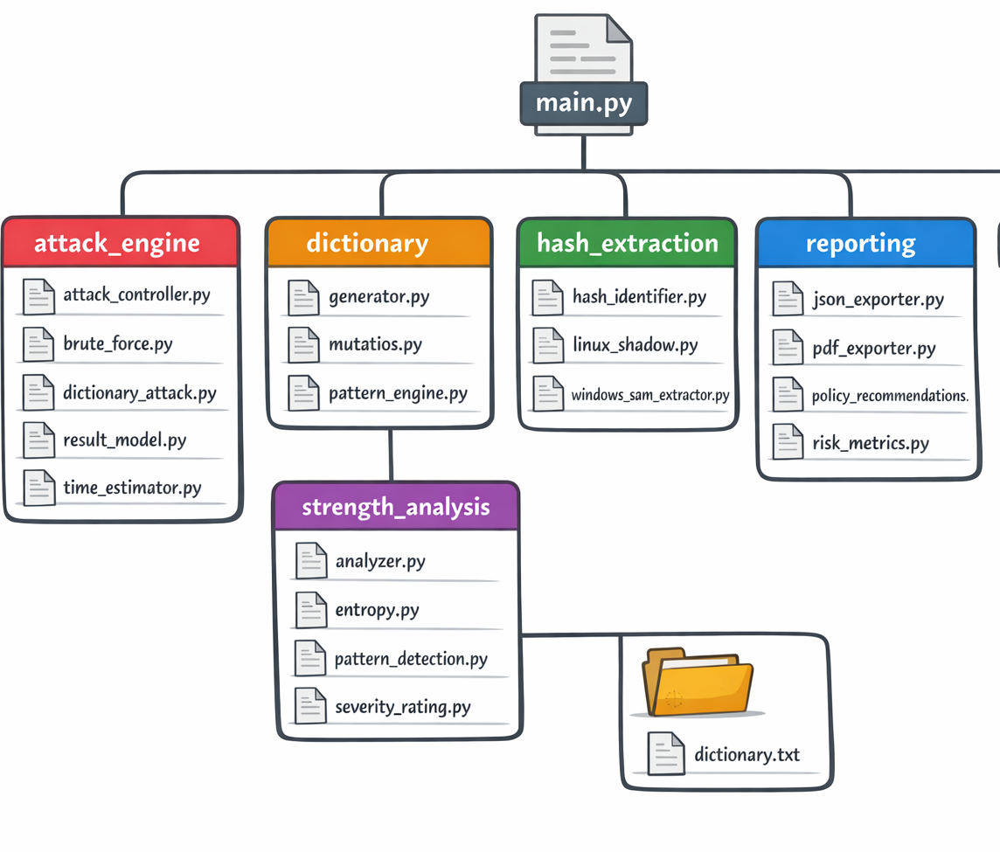 main.py
attack_engine
attack_controller.py
brute_force.py
dictionary_attack.py
result_model.py
time_estimator.py
dictionary
generator.py
mutatios.py
pattern_engine.py
hash_extraction
hash_identifier.py
linux_shadow.py
windows_sam_extractor.py
reporting
json_exporter.py
pdf_exporter.py
policy_recommendations.
risk_metrics.py
strength_analysis
analyzer.py
entropy.py
pattern_detection.py
severity_rating.py
dictionary.txt